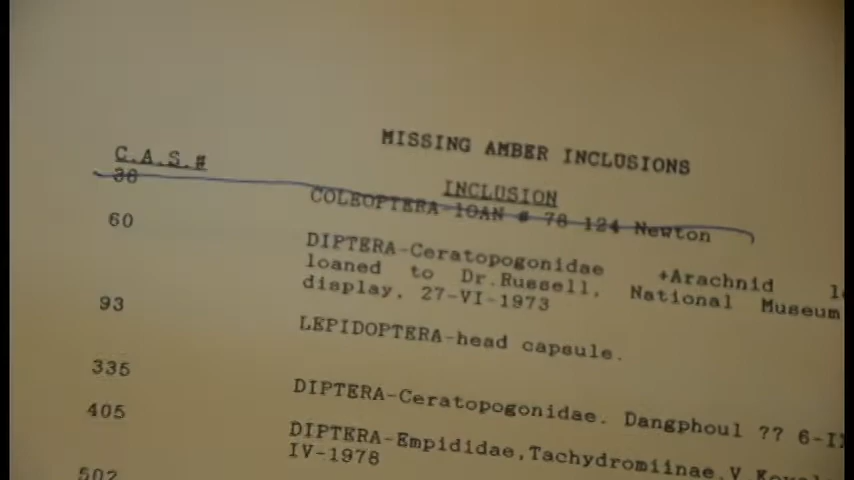 MISSING AMBER INCLUSIONS
C.A.S.#
INCLUSION
38 COLEOPTERA-lOAN # 78 124 Newton
60 DIPTERA-Ceratopogonidae +Arachnid
loaned to Dr.Russell, National Museum
display, 27-VI-1973
93 LEPIDOPTERA-head capsule.
335 DIPTERA-Ceratopogonidae. Dangphoul ?? 6-I
405 DIPTERA-Empididae,Tachydromiinae,V
IV-1978
502